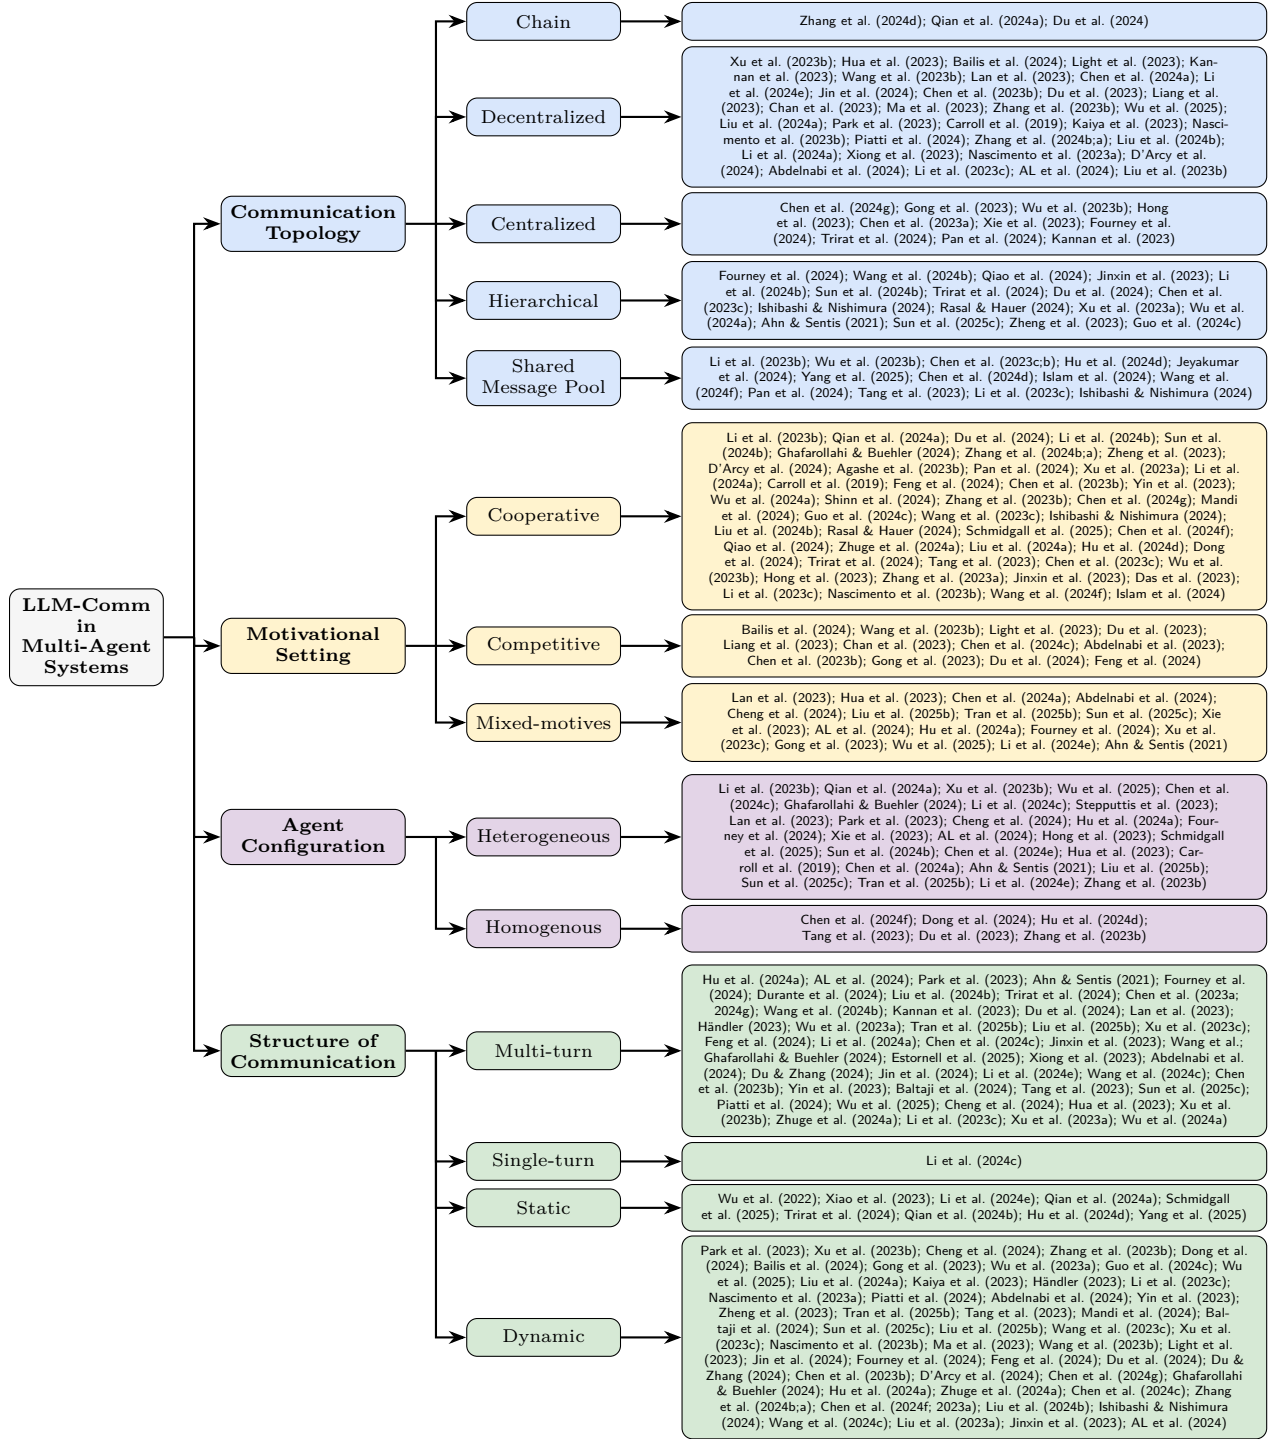 LLM-Comm
in
Multi-Agent
Systems
Communication
Topology
Chain
Zhang et al. (2024d); Qian et al. (2024a); Du et al. (2024)
Decentralized
Xu et al. (2023b); Hua et al. (2023); Bailis et al. (2024); Light et al. (2023); Kan-
nan et al. (2023); Wang et al. (2023b); Lan et al. (2023); Chen et al. (2024a); Li
et al. (2024e); Jin et al. (2024); Chen et al. (2023b); Du et al. (2023); Liang et al.
(2023); Chan et al. (2023); Ma et al. (2023); Zhang et al. (2023b); Wu et al. (2025);
Liu et al. (2024a); Park et al. (2023); Carroll et al. (2019); Kaiya et al. (2023); Nasci-
mento et al. (2023b); Piatti et al. (2024); Zhang et al. (2024b;a); Liu et al. (2024b);
Li et al. (2024a); Xiong et al. (2023); Nascimento et al. (2023a); D'Arcy et al.
(2024); Abdelnabi et al. (2024); Li et al. (2023c); AL et al. (2024); Liu et al. (2023b)
Centralized
Chen et al. (2024g); Gong et al. (2023); Wu et al. (2023b); Hong
et al. (2023); Chen et al. (2023a); Xie et al. (2023); Fourney et al.
(2024); Trirat et al. (2024); Pan et al. (2024); Kannan et al. (2023)
Hierarchical
Fourney et al. (2024); Wang et al. (2024b); Qiao et al. (2024); Jinxin et al. (2023); Li
et al. (2024b); Sun et al. (2024b); Trirat et al. (2024); Du et al. (2024); Chen et al.
(2023c); Ishibashi & Nishimura (2024); Rasal & Hauer (2024); Xu et al. (2023a); Wu et al.
(2024a); Ahn & Sentis (2021); Sun et al. (2025c); Zheng et al. (2023); Guo et al. (2024c)
Shared
Message Pool
Li et al. (2023b); Wu et al. (2023b); Chen et al. (2023c;b); Hu et al. (2024d); Jeyakumar
et al. (2024); Yang et al. (2025); Chen et al. (2024d); Islam et al. (2024); Wang et al.
(2024f); Pan et al. (2024); Tang et al. (2023); Li et al. (2023c); Ishibashi & Nishimura (2024)
Motivational
Setting
Cooperative
Li et al. (2023b); Qian et al. (2024a); Du et al. (2024); Li et al. (2024b); Sun et al.
(2024b); Ghafarollahi & Buehler (2024); Zhang et al. (2024b;a); Zheng et al. (2023);
D'Arcy et al. (2024); Agashe et al. (2023b); Pan et al. (2024); Xu et al. (2023a); Li et al.
(2024a); Carroll et al. (2019); Feng et al. (2024); Chen et al. (2023b); Yin et al. (2023);
Wu et al. (2024a); Shinn et al. (2024); Zhang et al. (2023b); Chen et al. (2024g); Mandi
et al. (2024); Guo et al. (2024c); Wang et al. (2023c); Ishibashi & Nishimura (2024);
Liu et al. (2024b); Rasal & Hauer (2024); Schmidgall et al. (2025); Chen et al. (2024f);
Qiao et al. (2024); Zhuge et al. (2024a); Liu et al. (2024a); Hu et al. (2024d); Dong
et al. (2024); Trirat et al. (2024); Tang et al. (2023); Chen et al. (2023c); Wu et al.
(2023b); Hong et al. (2023); Zhang et al. (2023a); Jinxin et al. (2023); Das et al. (2023);
Li et al. (2023c); Nascimento et al. (2023b); Wang et al. (2024f); Islam et al. (2024)
Competitive
Bailis et al. (2024); Wang et al. (2023b); Light et al. (2023); Du et al. (2023);
Liang et al. (2023); Chan et al. (2023); Chen et al. (2024c); Abdelnabi et al. (2023);
Chen et al. (2023b); Gong et al. (2023); Du et al. (2024); Feng et al. (2024)
Mixed-motives
Lan et al. (2023); Hua et al. (2023); Chen et al. (2024a); Abdelnabi et al. (2024);
Cheng et al. (2024); Liu et al. (2025b); Tran et al. (2025b); Sun et al. (2025c); Xie
et al. (2023); AL et al. (2024); Hu et al. (2024a); Fourney et al. (2024); Xu et al.
(2023c); Gong et al. (2023); Wu et al. (2025); Li et al. (2024e); Ahn & Sentis (2021)
Agent
Configuration
Heterogeneous
Li et al. (2023b); Qian et al. (2024a); Xu et al. (2023b); Wu et al. (2025); Chen et al.
(2024c); Ghafarollahi & Buehler (2024); Li et al. (2024c); Stepputtis et al. (2023);
Lan et al. (2023); Park et al. (2023); Cheng et al. (2024); Hu et al. (2024a); Four-
ney et al. (2024); Xie et al. (2023); AL et al. (2024); Hong et al. (2023); Schmidgall
et al. (2025); Sun et al. (2024b); Chen et al. (2024e); Hua et al. (2023); Car-
roll et al. (2019); Chen et al. (2024a); Ahn & Sentis (2021); Liu et al. (2025b);
Sun et al. (2025c); Tran et al. (2025b); Li et al. (2024e); Zhang et al. (2023b)
Homogenous
Chen et al. (2024f); Dong et al. (2024); Hu et al. (2024d);
Tang et al. (2023); Du et al. (2023); Zhang et al. (2023b)
Structure of
Communication
Multi-turn
Hu et al. (2024a); AL et al. (2024); Park et al. (2023); Ahn & Sentis (2021); Fourney et al.
(2024); Durante et al. (2024); Liu et al. (2024b); Trirat et al. (2024); Chen et al. (2023a;
2024g); Wang et al. (2024b); Kannan et al. (2023); Du et al. (2024); Lan et al. (2023);
Händler (2023); Wu et al. (2023a); Tran et al. (2025b); Liu et al. (2025b); Xu et al. (2023c);
Feng et al. (2024); Li et al. (2024a); Chen et al. (2024c); Jinxin et al. (2023); Wang et al.;
Ghafarollahi & Buehler (2024); Estornell et al. (2025); Xiong et al. (2023); Abdelnabi et al.
(2024); Du & Zhang (2024); Jin et al. (2024); Li et al. (2024e); Wang et al. (2024c); Chen
et al. (2023b); Yin et al. (2023); Baltaji et al. (2024); Tang et al. (2023); Sun et al. (2025c);
Piatti et al. (2024); Wu et al. (2025); Cheng et al. (2024); Hua et al. (2023); Xu et al.
(2023b); Zhuge et al. (2024a); Li et al. (2023c); Xu et al. (2023a); Wu et al. (2024a)
Single-turn
Li et al. (2024c)
Static
Wu et al. (2022); Xiao et al. (2023); Li et al. (2024e); Qian et al. (2024a); Schmidgall
et al. (2025); Trirat et al. (2024); Qian et al. (2024b); Hu et al. (2024d); Yang et al. (2025)
Dynamic
Park et al. (2023); Xu et al. (2023b); Cheng et al. (2024); Zhang et al. (2023b); Dong et al.
(2024); Bailis et al. (2024); Gong et al. (2023); Wu et al. (2023a); Guo et al. (2024c); Wu
et al. (2025); Liu et al. (2024a); Kaiya et al. (2023); Händler (2023); Li et al. (2023c);
Nascimento et al. (2023a); Piatti et al. (2024); Abdelnabi et al. (2024); Yin et al. (2023);
Zheng et al. (2023); Tran et al. (2025b); Tang et al. (2023); Mandi et al. (2024); Bal-
taji et al. (2024); Sun et al. (2025c); Liu et al. (2025b); Wang et al. (2023c); Xu et al.
(2023c); Nascimento et al. (2023b); Ma et al. (2023); Wang et al. (2023b); Light et al.
(2023); Jin et al. (2024); Fourney et al. (2024); Feng et al. (2024); Du et al. (2024); Du &
Zhang (2024); Chen et al. (2023b); D'Arcy et al. (2024); Chen et al. (2024g); Ghafarollahi
& Buehler (2024); Hu et al. (2024a); Zhuge et al. (2024a); Chen et al. (2024c); Zhang
et al. (2024b;a); Chen et al. (2024f; 2023a); Liu et al. (2024b); Ishibashi & Nishimura
(2024); Wang et al. (2024c); Liu et al. (2023a); Jinxin et al. (2023); AL et al. (2024)